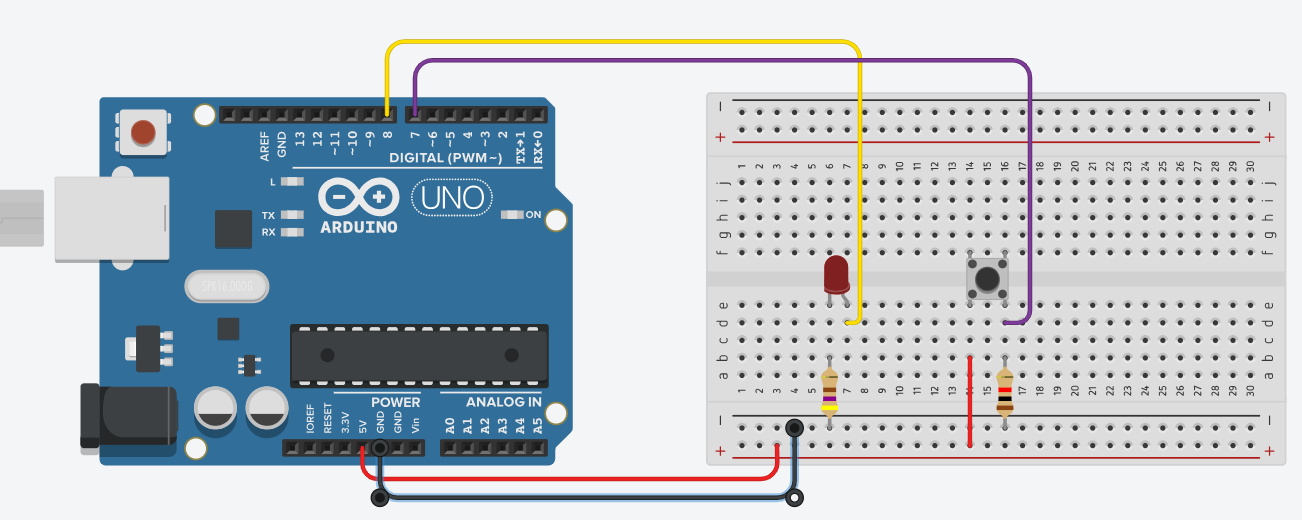 AREF
GND
13
12
~11
~10
~9
8
7
~6
~5
4
~3
2
TX→1
RX←0
DIGITAL (PWM ~)
L
TX
RX
UNO
ON
ARDUINO
SPK16.000G
IOREF
RESET
3.3V
5V
GND
GND
Vin
POWER
ANALOG IN
A0
A1
A2
A3
A4
A5
− −
+ +
1 2 3 4 5 6 7 8 9 10 11 12 13 14 15 16 17 18 19 20 21 22 23 24 25 26 27 28 29 30
j j
i i
h h
g g
f f
e e
d d
c c
b b
a a
1 2 3 4 5 6 7 8 9 10 11 12 13 14 15 16 17 18 19 20 21 22 23 24 25 26 27 28 29 30
− −
+ +